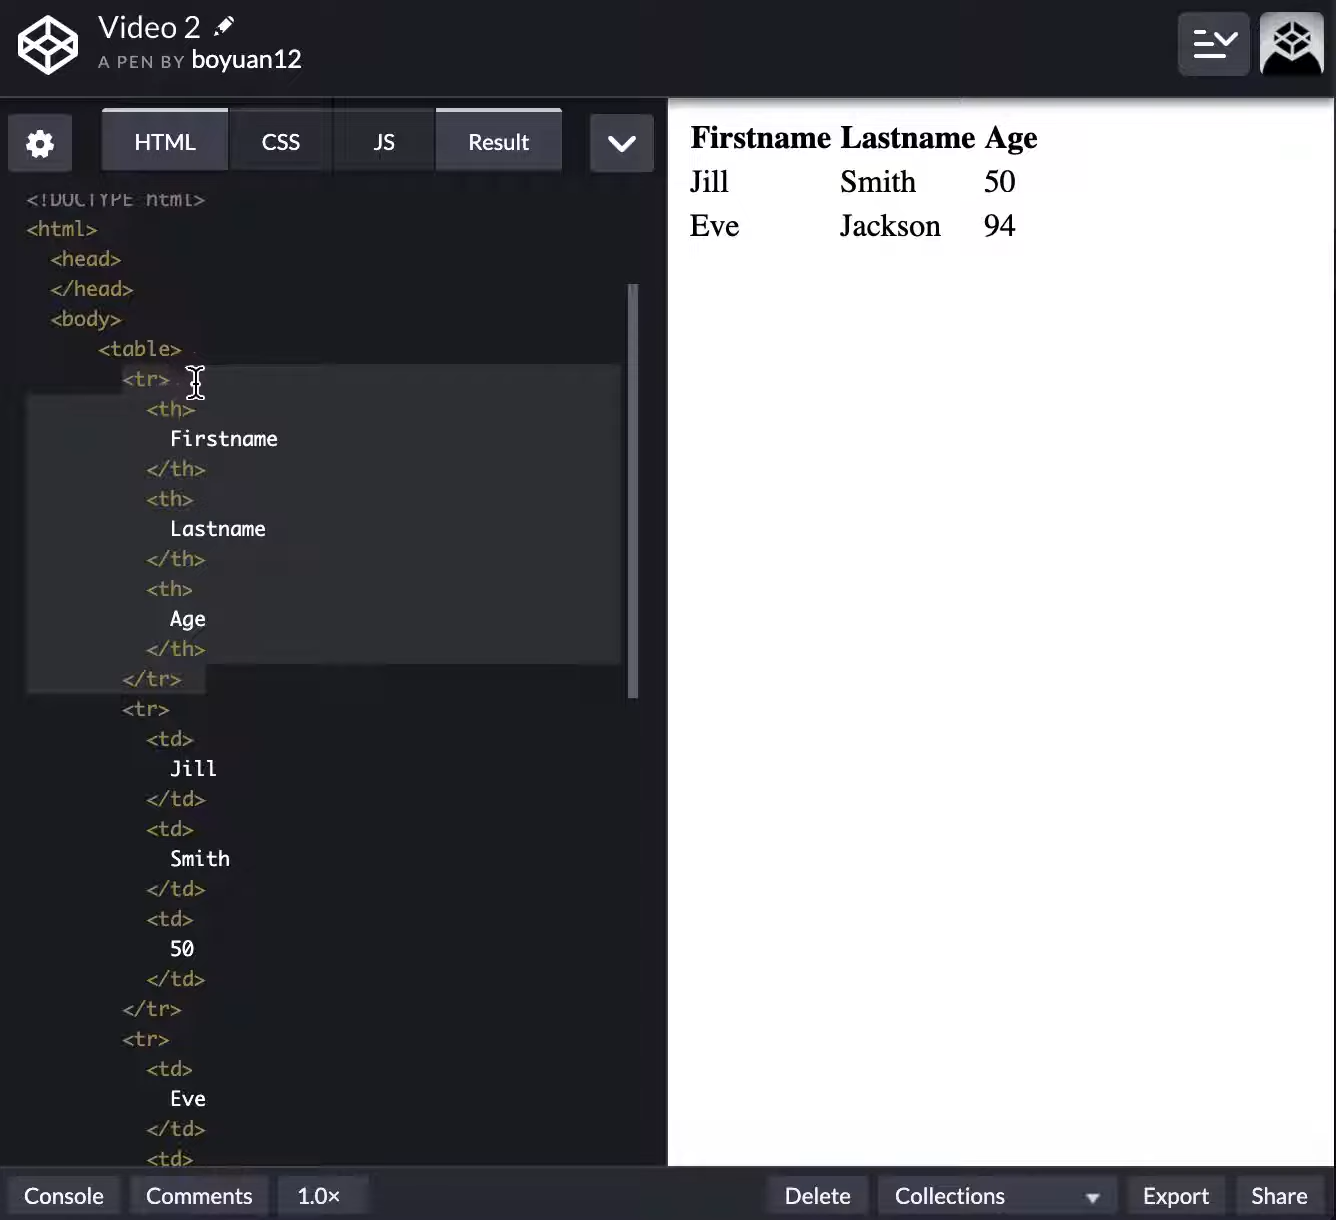 Video 2
A PEN BY boyuan12
HTML CSS JS Result
<!DOCTYPE html>
<html>
<head>
</head>
<body>
<table>
<tr>
<th>
Firstname
</th>
<th>
Lastname
</th>
<th>
Age
</th>
</tr>
<tr>
<td>
Jill
</td>
<td>
Smith
</td>
<td>
50
</td>
</tr>
<tr>
<td>
Eve
</td>
<td>
Firstname Lastname Age
Jill Smith 50
Eve Jackson 94
Console Comments 1.0× Delete Collections Export Share